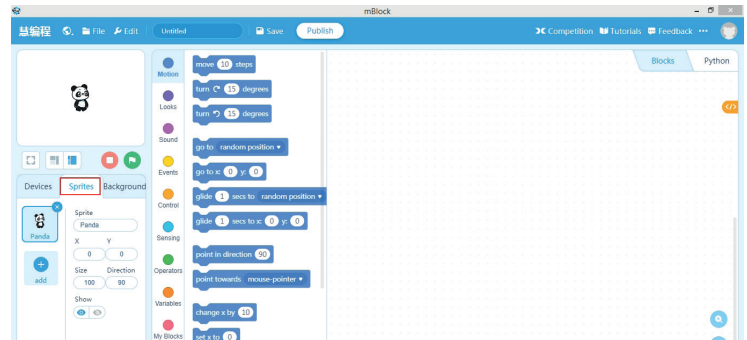 mBlock
慧编程 File Edit Untitled Save Publish Competition Tutorials Feedback
Blocks Python
Motion
Looks
Sound
Events
Control
Sensing
Operators
Variables
My Blocks
move 10 steps
turn 15 degrees
turn 15 degrees
go to random position
go to x: 0 y: 0
glide 1 secs to random position
glide 1 secs to x: 0 y: 0
point in direction 90
point towards mouse-pointer
change x by 10
set x to 0
Devices Sprites Background
Panda
add
Sprite
Panda
X Y
0 0
Size Direction
100 90
Show